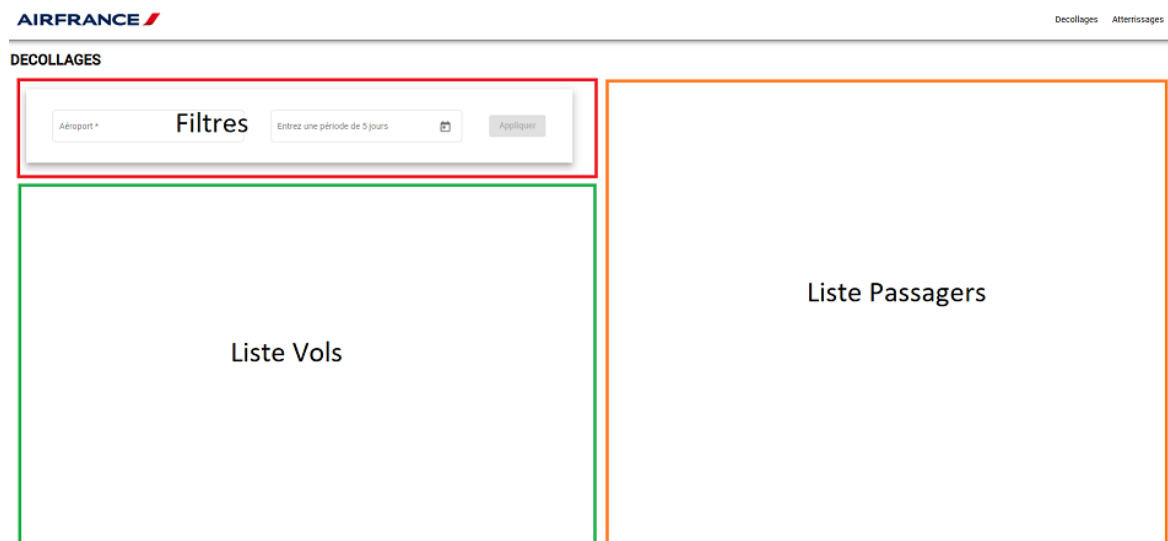 AIRFRANCE
Decollages Atterrissages
DECOLLAGES
Aéroport *
Filtres
Entrez une période de 5 jours
Appliquer
Liste Passagers
Liste Vols